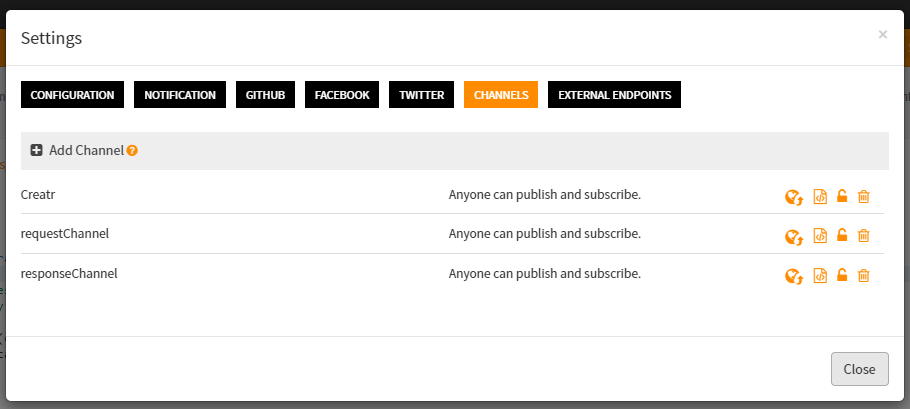 Settings
×
CONFIGURATION NOTIFICATION GITHUB FACEBOOK TWITTER CHANNELS EXTERNAL ENDPOINTS
Add Channel ?
Creatr Anyone can publish and subscribe.
requestChannel Anyone can publish and subscribe.
responseChannel Anyone can publish and subscribe.
Close